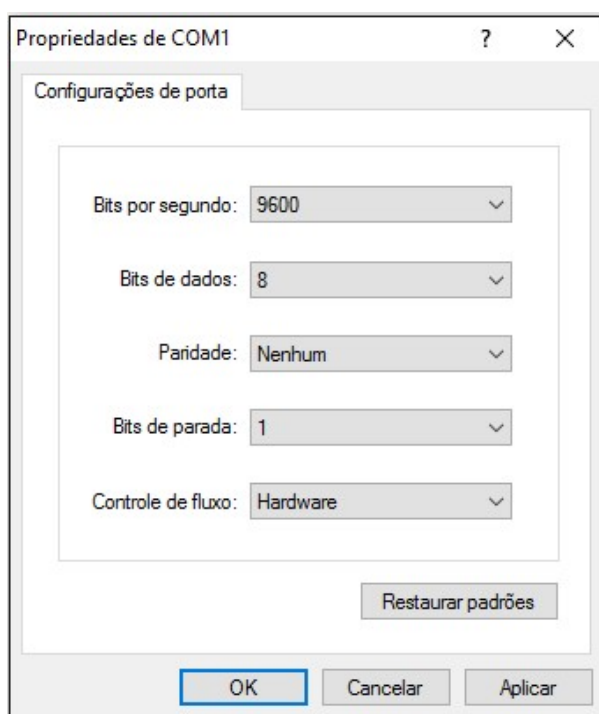 Propriedades de COM1 ?
Configurações de porta
Bits por segundo: 9600
Bits de dados: 8
Paridade: Nenhum
Bits de parada: 1
Controle de fluxo: Hardware
Restaurar padrões
OK Cancelar Aplicar